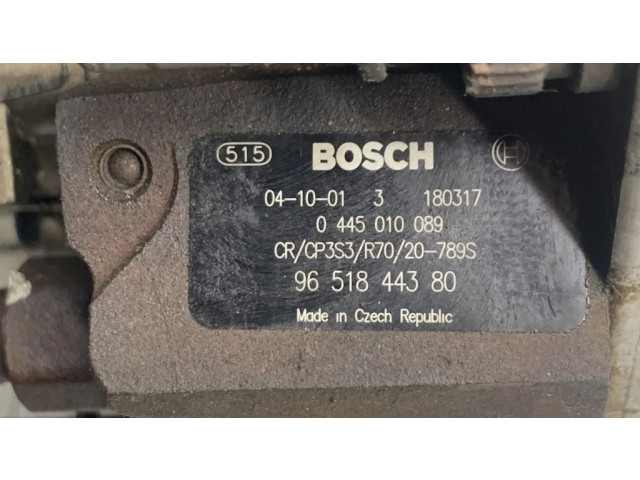 515 BOSCH
04-10-01 3 180317
0 445 010 089
CR/CP3S3/R70/20-789S
96 518 443 80
Made in Czech Republic